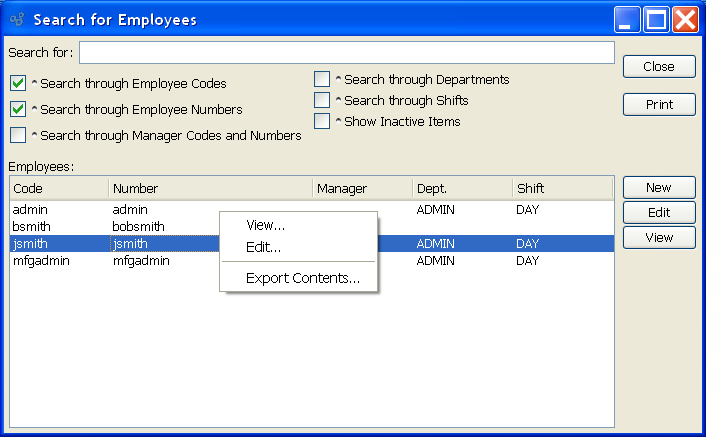 Search for Employees
Search for:
Close
^ Search through Employee Codes
^ Search through Departments
^ Search through Employee Numbers
^ Search through Shifts
Print
^ Search through Manager Codes and Numbers
^ Show Inactive Items
Employees:
Code Number Manager Dept. Shift
New
admin admin ADMIN DAY
Edit
bsmith bobsmith
View...
jsmith jsmith ADMIN DAY
View
Edit...
mfgadmin mfgadmin ADMIN DAY
Export Contents...